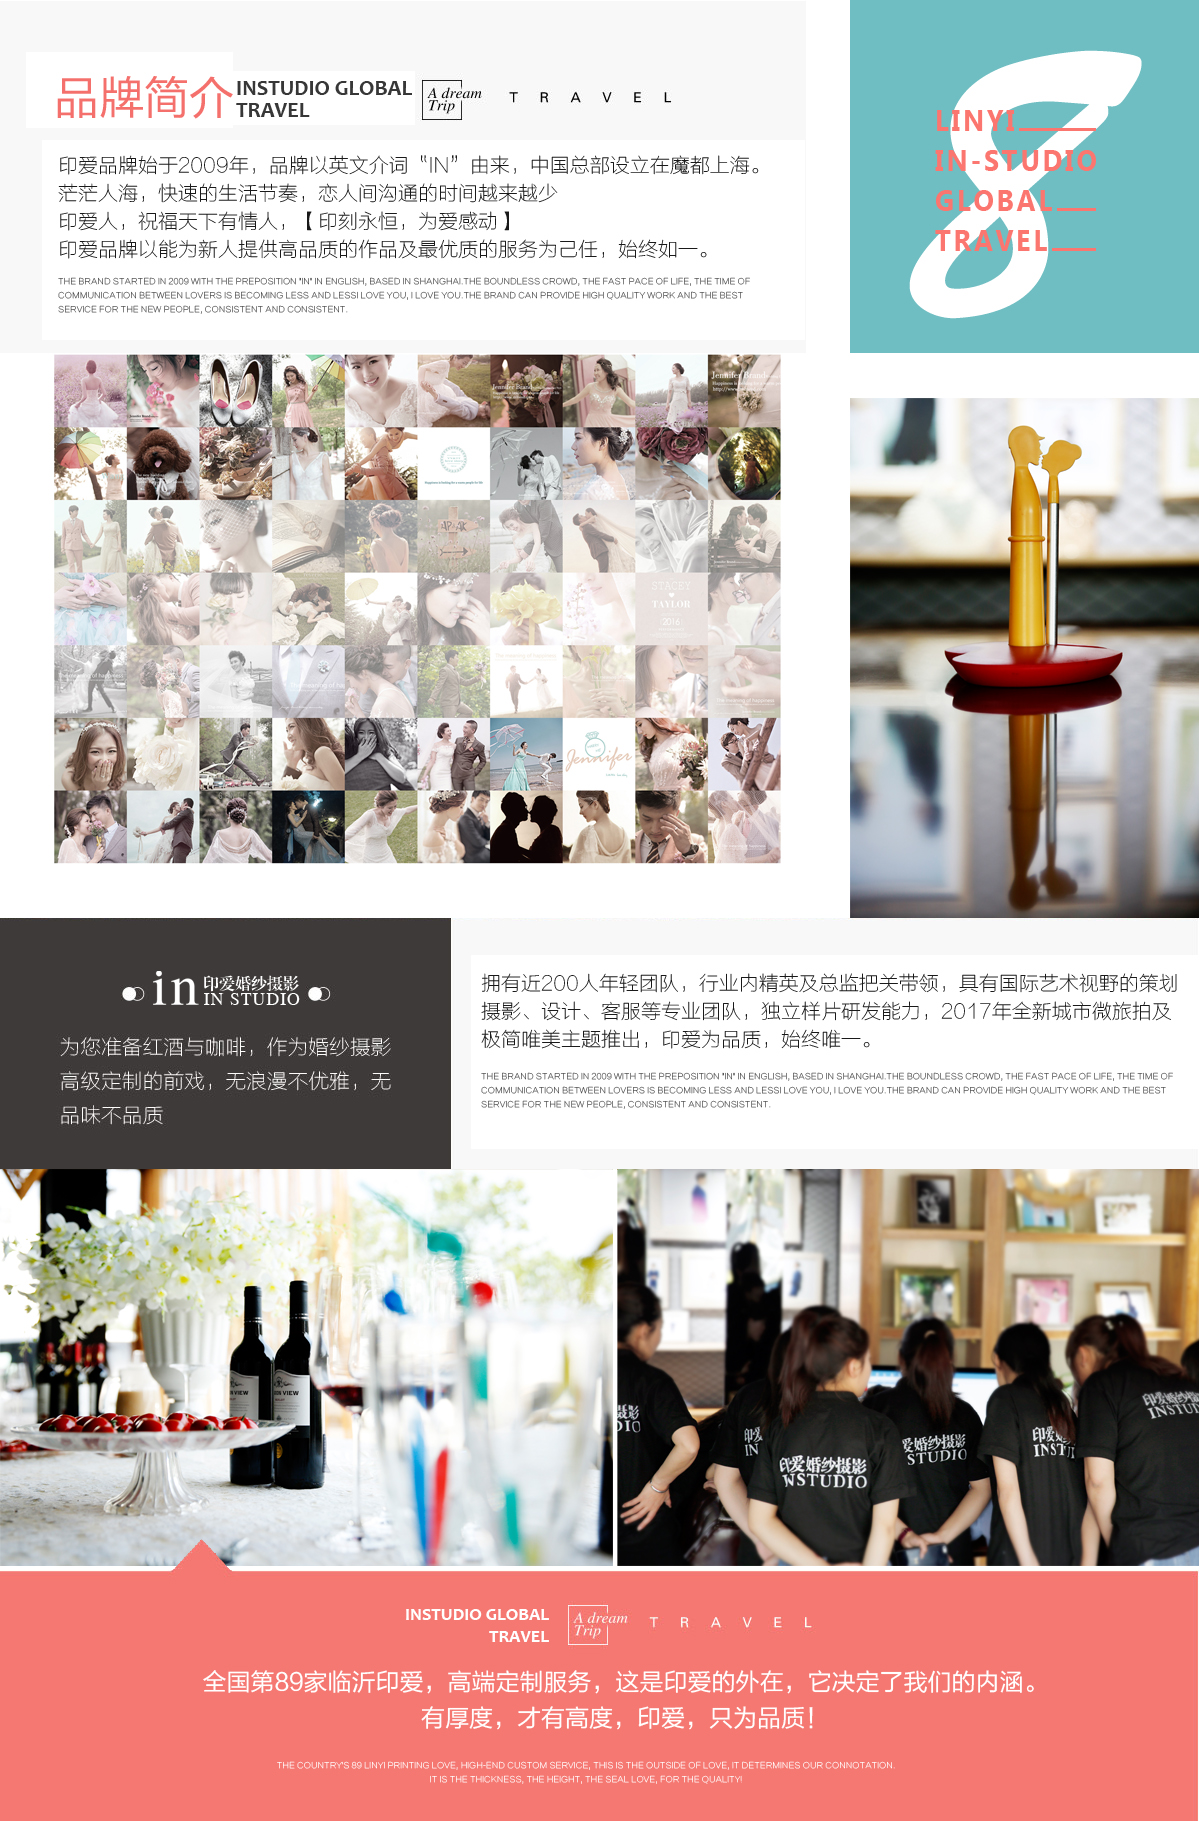 品牌简介
INSTUDIO GLOBAL
TRAVEL
A dream
Trip
T R A V E L
印爱品牌始于2009年，品牌以英文介词“IN”由来，中国总部设立在魔都上海。
茫茫人海，快速的生活节奏，恋人间沟通的时间越来越少
印爱人，祝福天下有情人，【印刻永恒，为爱感动】
印爱品牌以能为新人提供高品质的作品及最优质的服务为己任，始终如一。
THE BRAND STARTED IN 2009 WITH THE PREPOSITION "IN" IN ENGLISH, BASED IN SHANGHAI.THE BOUNDLESS CROWD, THE FAST PACE OF LIFE, THE TIME OF
COMMUNICATION BETWEEN LOVERS IS BECOMING LESS AND LESSI LOVE YOU, I LOVE YOU.THE BRAND CAN PROVIDE HIGH QUALITY WORK AND THE BEST
SERVICE FOR THE NEW PEOPLE, CONSISTENT AND CONSISTENT.
8
LINYI
IN-STUDIO
GLOBAL
TRAVEL
AP&K
STACEY
TAYLOR
2016
Jennifer
in 印爱婚纱摄影
IN STUDIO
为您准备红酒与咖啡，作为婚纱摄影
高级定制的前戏，无浪漫不优雅，无
品味不品质
拥有近200人年轻团队，行业内精英及总监把关带领，具有国际艺术视野的策划
摄影、设计、客服等专业团队，独立样片研发能力，2017年全新城市微旅拍及
极简唯美主题推出，印爱为品质，始终唯一。
THE BRAND STARTED IN 2009 WITH THE PREPOSITION "IN" IN ENGLISH, BASED IN SHANGHAI.THE BOUNDLESS CROWD, THE FAST PACE OF LIFE, THE TIME OF
COMMUNICATION BETWEEN LOVERS IS BECOMING LESS AND LESSI LOVE YOU, I LOVE YOU.THE BRAND CAN PROVIDE HIGH QUALITY WORK AND THE BEST
SERVICE FOR THE NEW PEOPLE, CONSISTENT AND CONSISTENT.
印爱婚纱摄影
INSTUDIO
爱婚纱摄影
STUDIO
INSTUDIO GLOBAL
TRAVEL
A dream
Trip
T R A V E L
全国第89家临沂印爱，高端定制服务，这是印爱的外在，它决定了我们的内涵。
有厚度，才有高度，印爱，只为品质！
THE COUNTRY'S 89 LINYI PRINTING LOVE, HIGH-END CUSTOM SERVICE, THIS IS THE OUTSIDE OF LOVE, IT DETERMINES OUR CONNOTATION.
IT IS THE THICKNESS, THE HEIGHT, THE SEAL LOVE, FOR THE QUALITY!